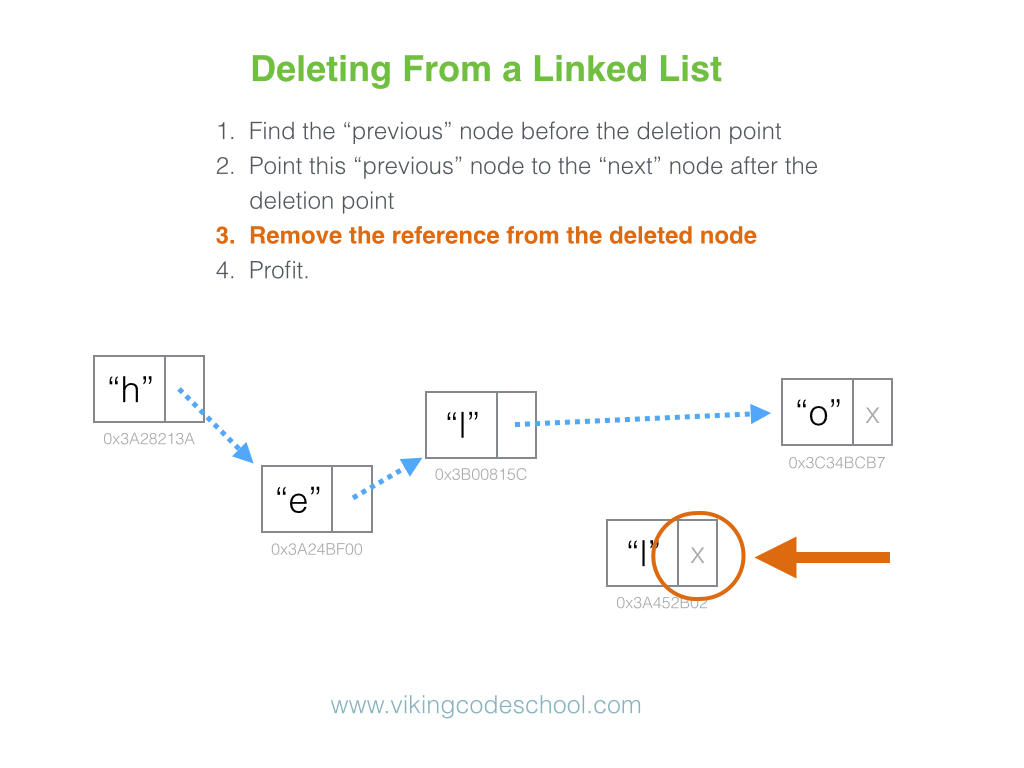 Deleting From a Linked List
1. Find the “previous” node before the deletion point
2. Point this “previous” node to the “next” node after the
deletion point
3. Remove the reference from the deleted node
4. Profit.
“h”
0x3A28213A
“e”
0x3A24BF00
“l”
0x3B00815C
“o” X
0x3C34BCB7
“l” X
0x3A452B02
www.vikingcodeschool.com